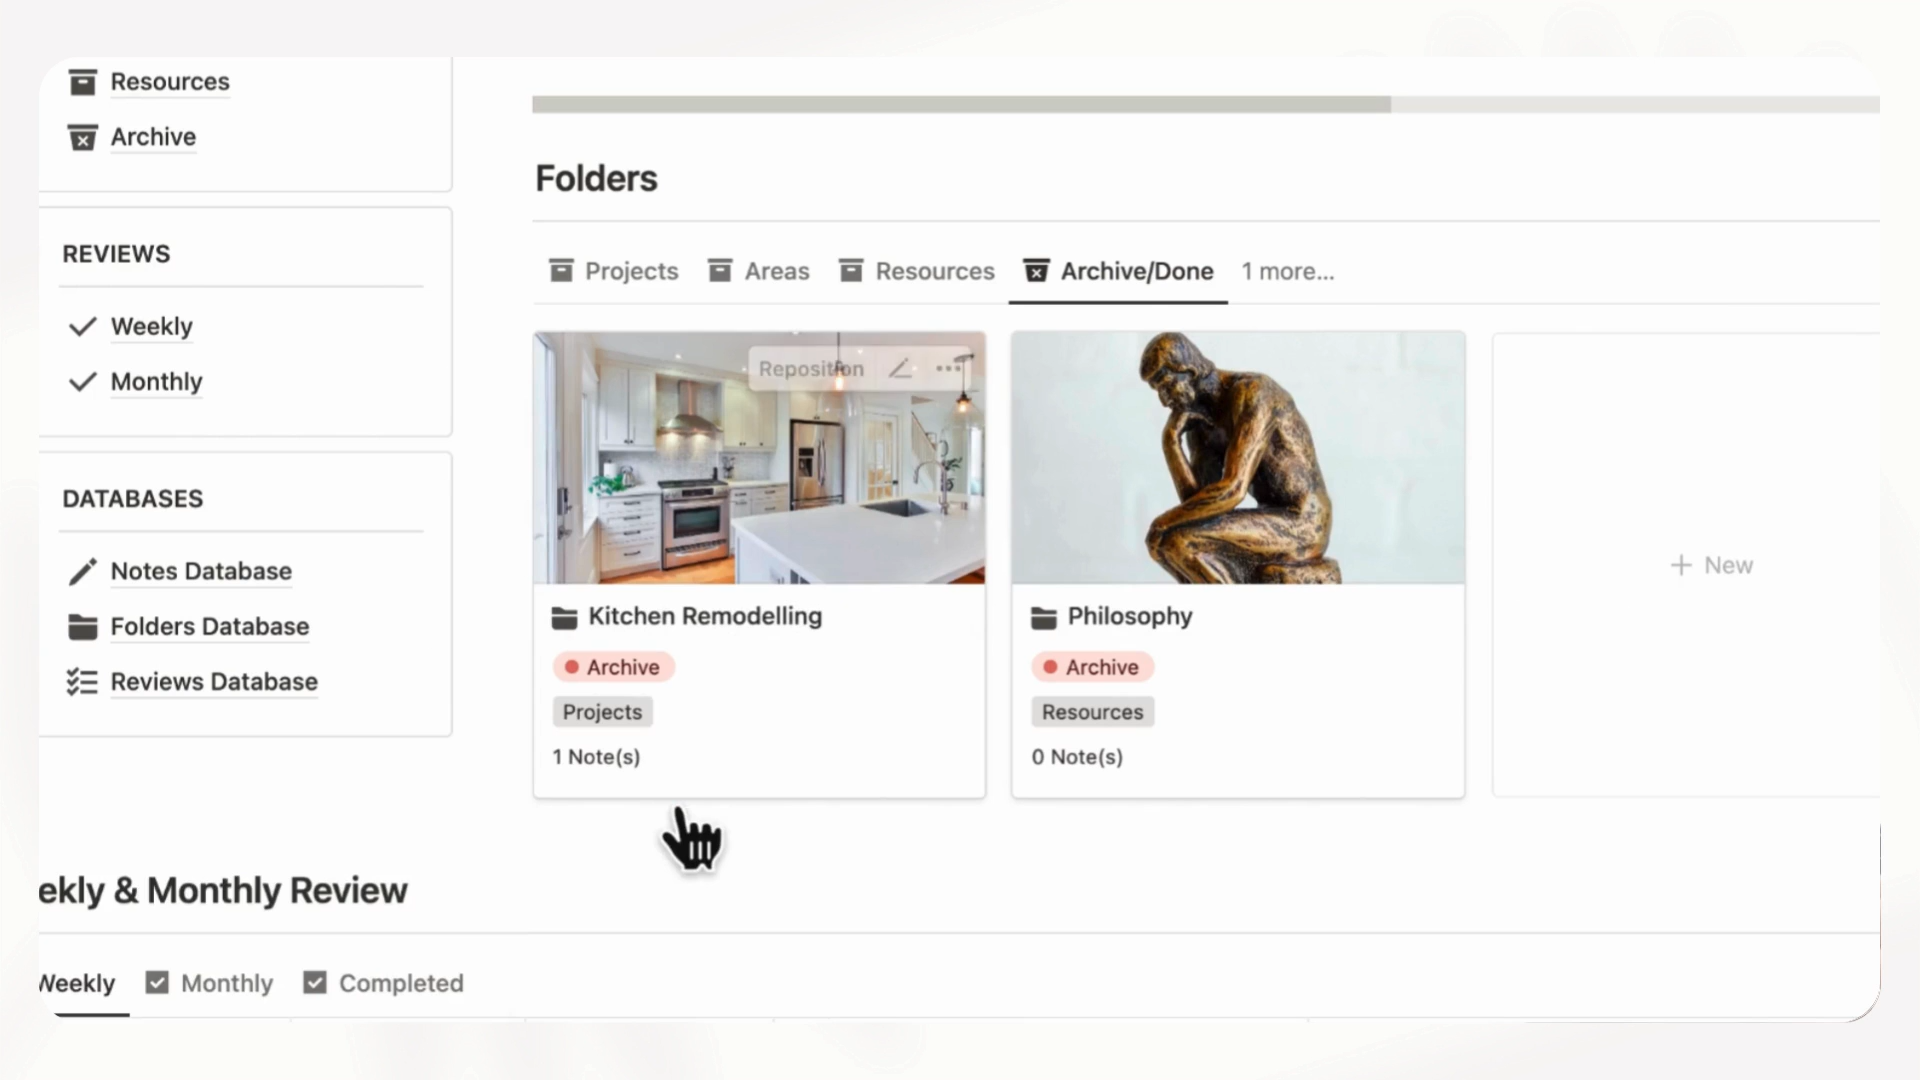 Resources
Archive
REVIEWS
Weekly
Monthly
DATABASES
Notes Database
Folders Database
Reviews Database
Folders
Projects Areas Resources Archive/Done 1 more...
Reposition
Kitchen Remodelling
Archive
Projects
1 Note(s)
Philosophy
Archive
Resources
0 Note(s)
+ New
ekly & Monthly Review
Weekly Monthly Completed